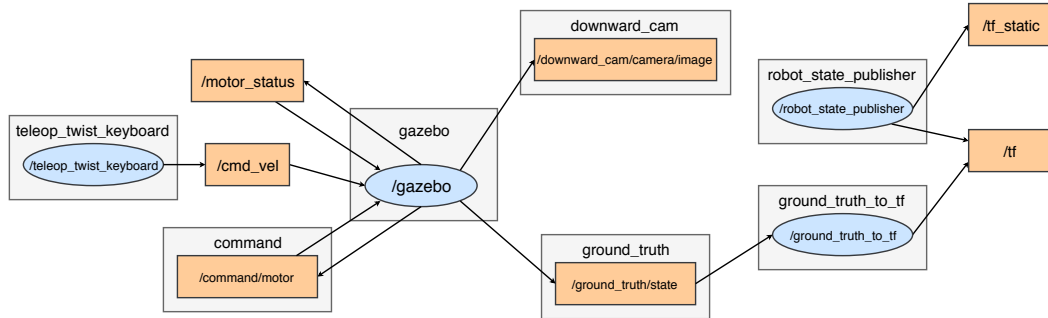 downward_cam
/downward_cam/camera/image
/tf_static
robot_state_publisher
/robot_state_publisher
/motor_status
teleop_twist_keyboard
/teleop_twist_keyboard
/cmd_vel
gazebo
/gazebo
/tf
ground_truth_to_tf
/ground_truth_to_tf
command
/command/motor
ground_truth
/ground_truth/state